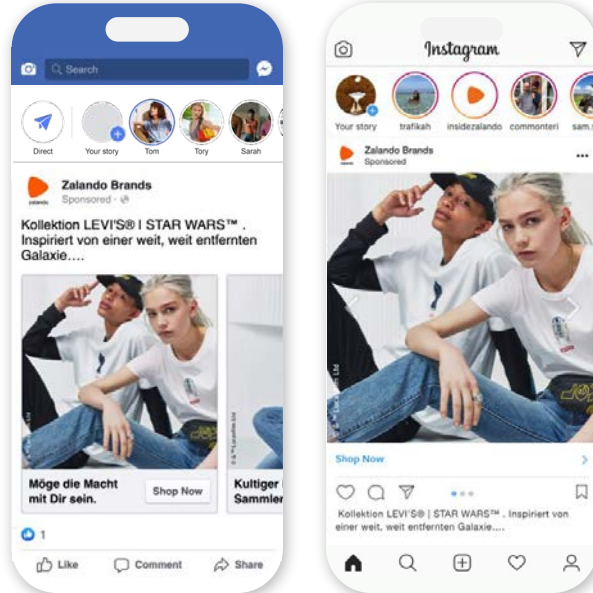 Search
Direct
Your story
Tom
Tory
Sarah
Zalando Brands
Sponsored
Kollektion LEVI'S® I STAR WARS™ .
Inspiriert von einer weit, weit entfernten
Galaxie....
Möge die Macht
mit Dir sein.
Shop Now
Kultiger
Sammler
1
Like
Comment
Share
Instagram
Your story
trafikah
insidezalando
commonteri
sam.s
Zalando Brands
Sponsored
Shop Now
Kollektion LEVI'S® | STAR WARS™ . Inspiriert von
einer weit, weit entfernten Galaxie....